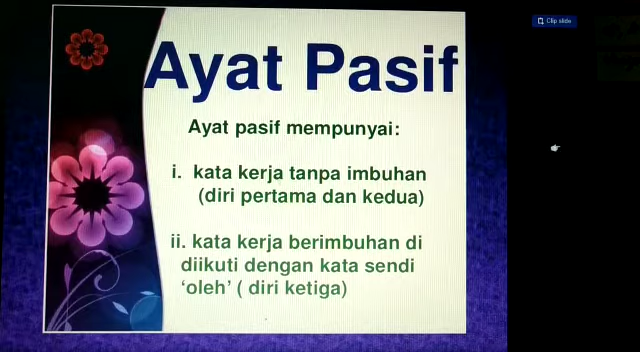 Clip slide
Ayat Pasif
Ayat pasif mempunyai:
i. kata kerja tanpa imbuhan
(diri pertama dan kedua)
ii. kata kerja berimbuhan di
diikuti dengan kata sendi
‘oleh’ ( diri ketiga)